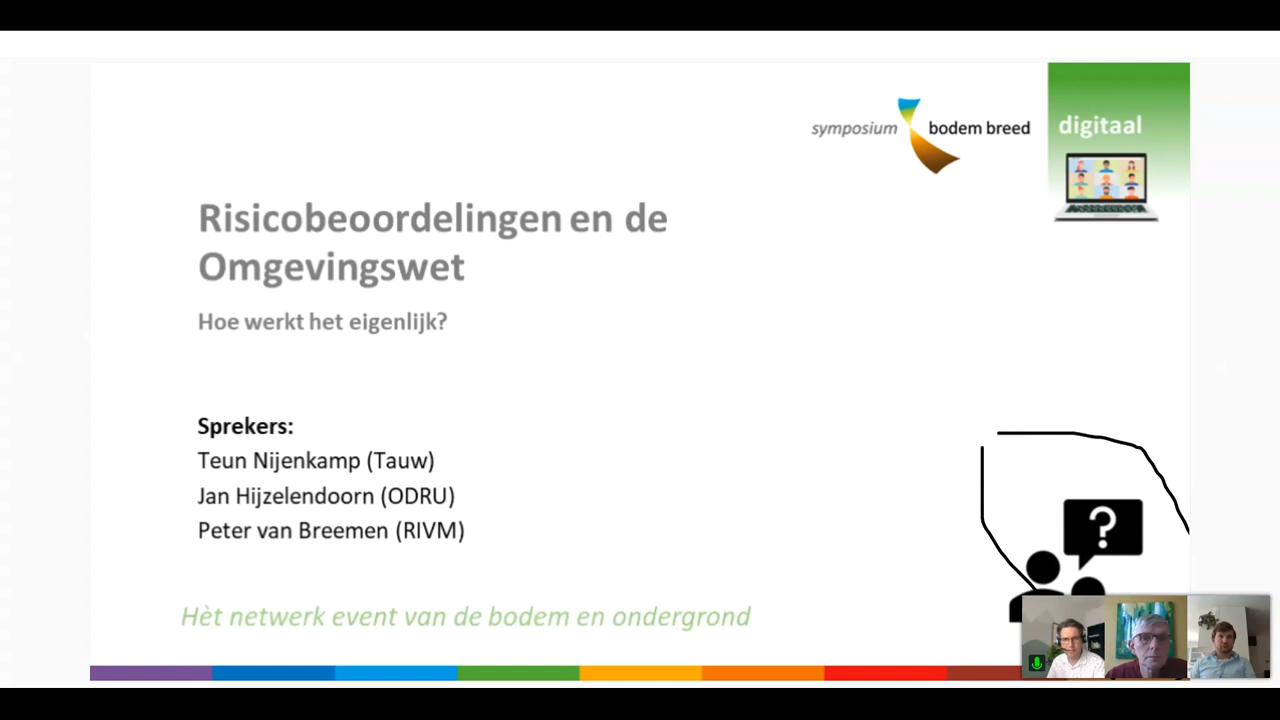 symposium bodem breed
digitaal
Risicobeoordelingen en de
Omgevingswet
Hoe werkt het eigenlijk?
Sprekers:
Teun Nijenkamp (Tauw)
Jan Hijzelendoorn (ODRU)
Peter van Breemen (RIVM)
?
Hèt netwerk event van de bodem en ondergrond